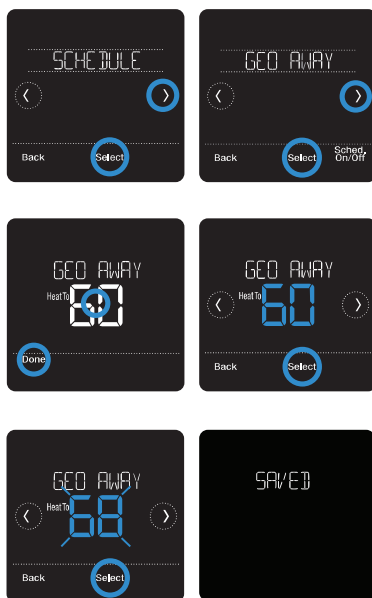 SCHEDULE
Back Select
GEO AWAY
Back Select Sched.
On/Off
GEO AWAY
Heat To 60
Done
GEO AWAY
Heat To 60
Back Select
GEO AWAY
Heat To 68
Back Select
SAVED